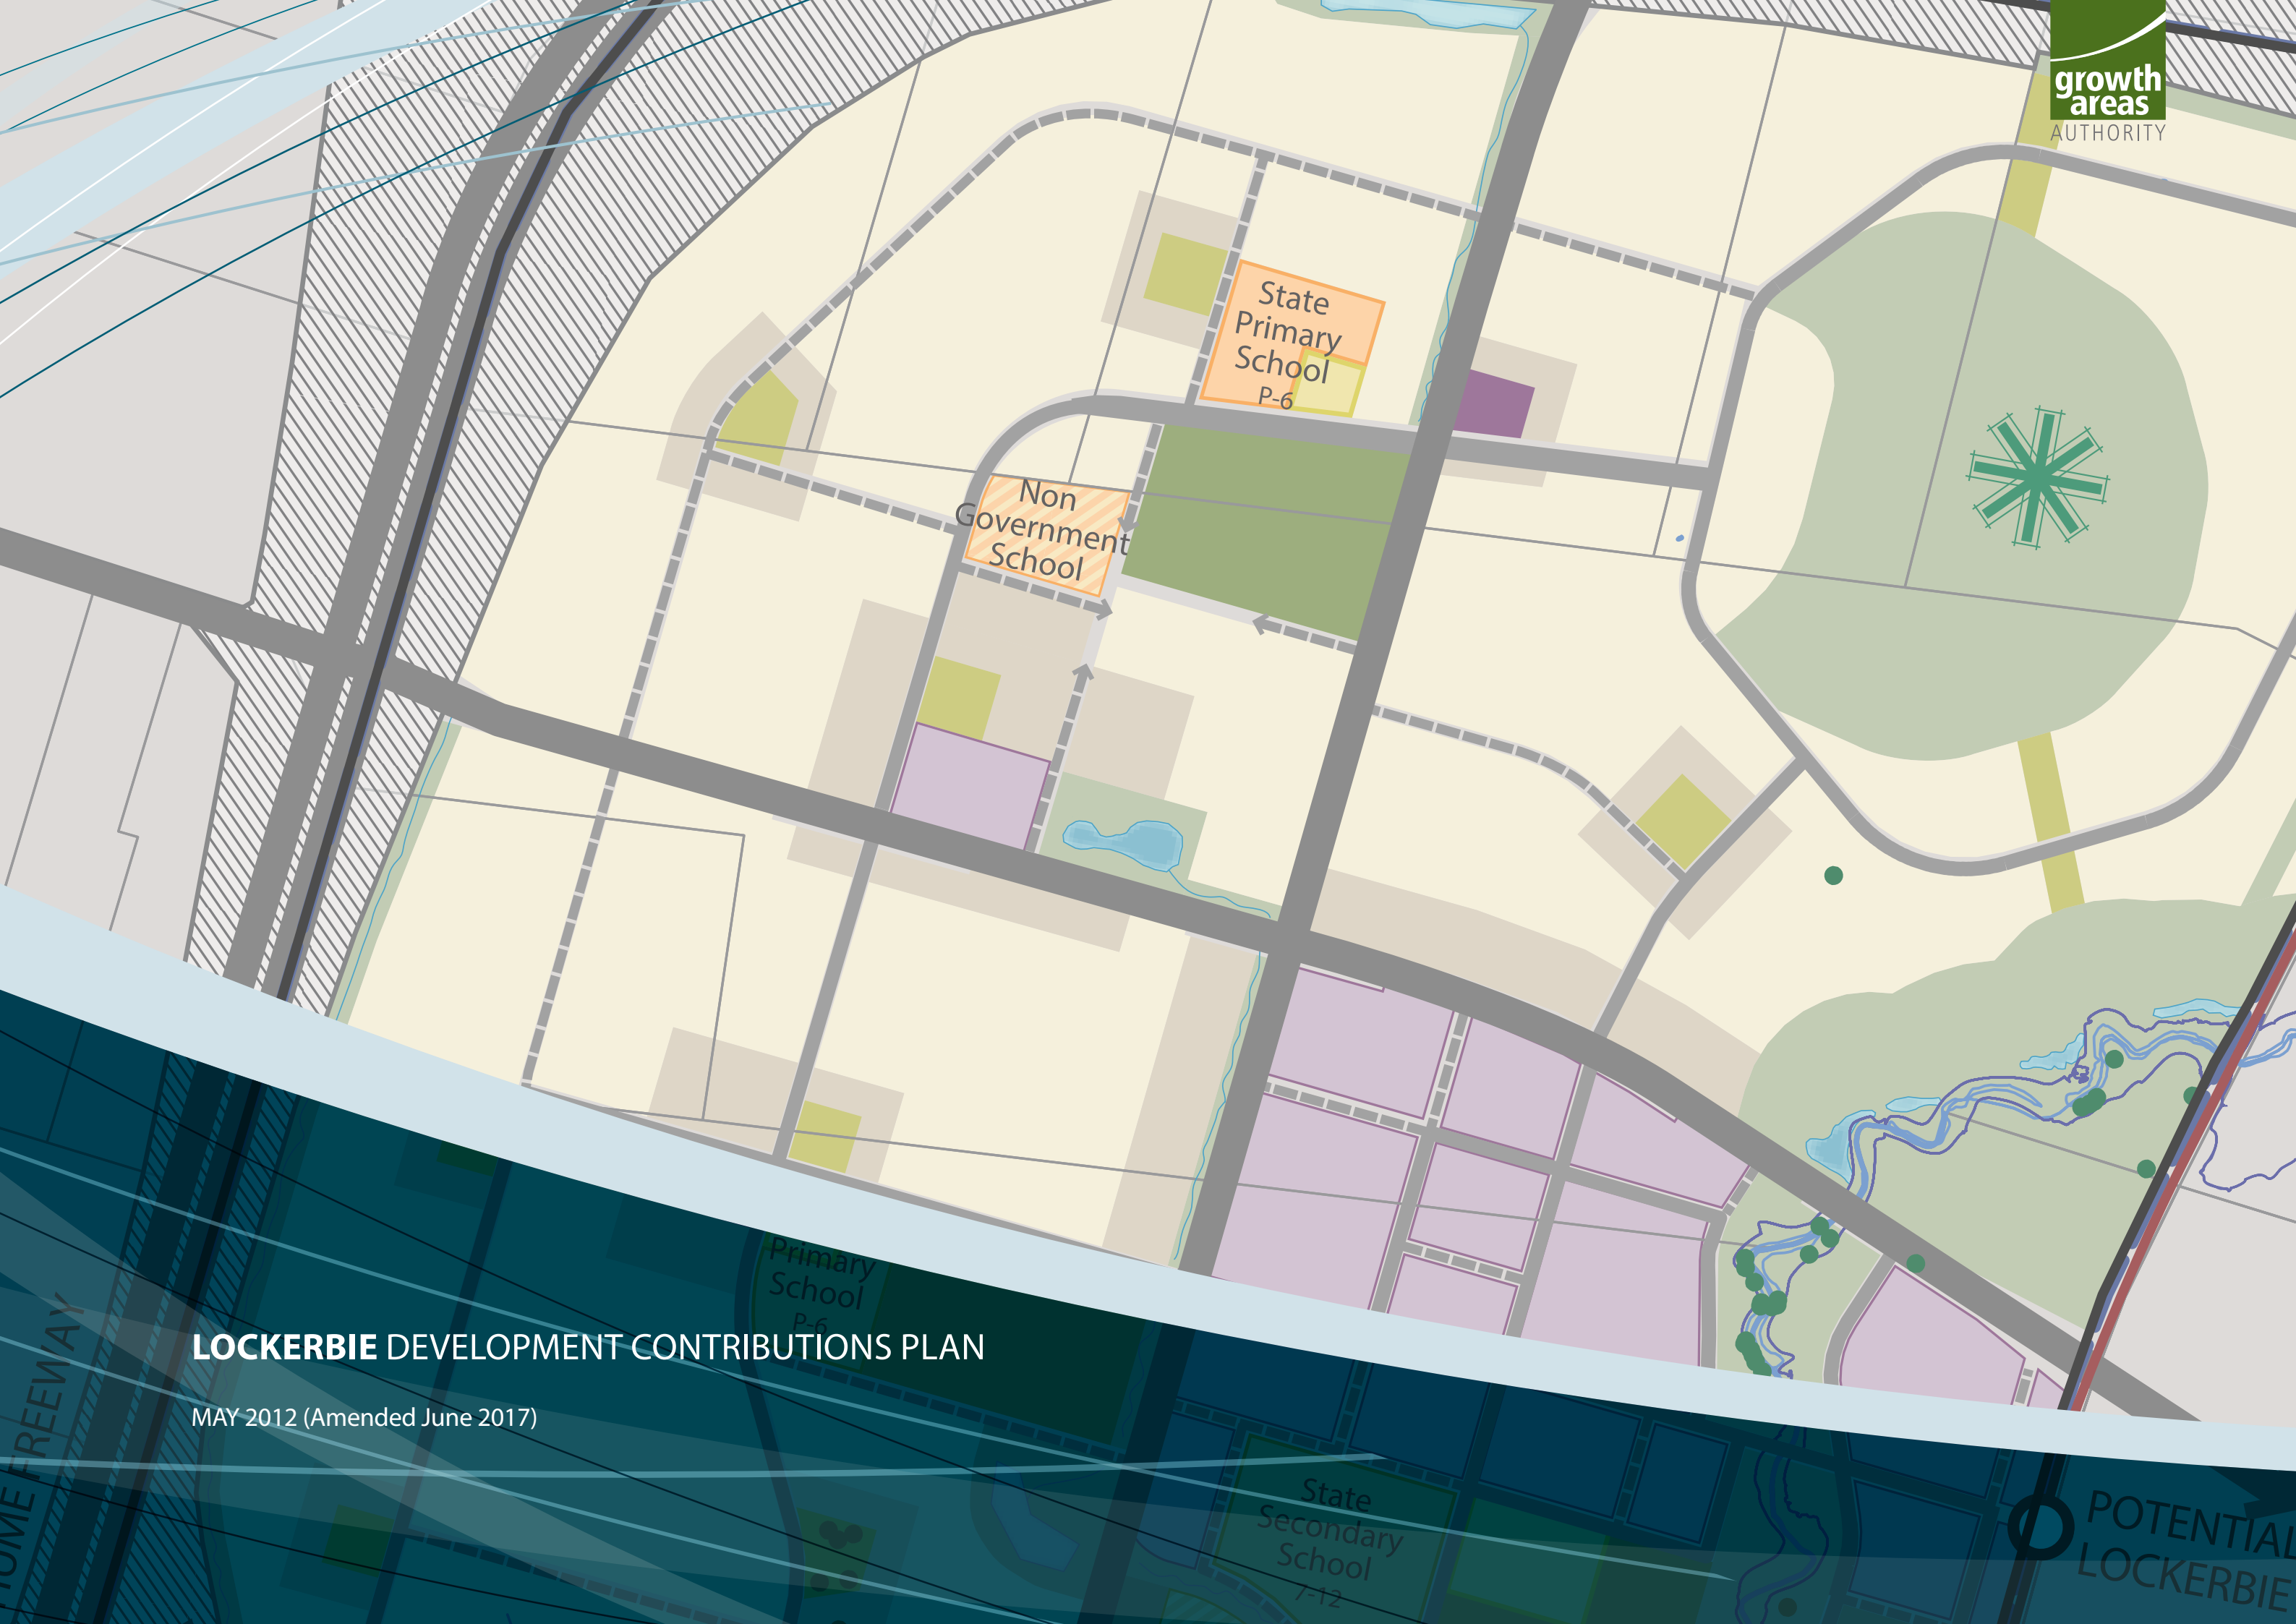 growth
areas
AUTHORITY
State
Primary
School
P-6
Non
Government
School
Primary
School
P-6
LOCKERBIE DEVELOPMENT CONTRIBUTIONS PLAN
MAY 2012 (Amended June 2017)
FREEWAY
State
Secondary
School
7-12
POTENTIAL
LOCKERBIE